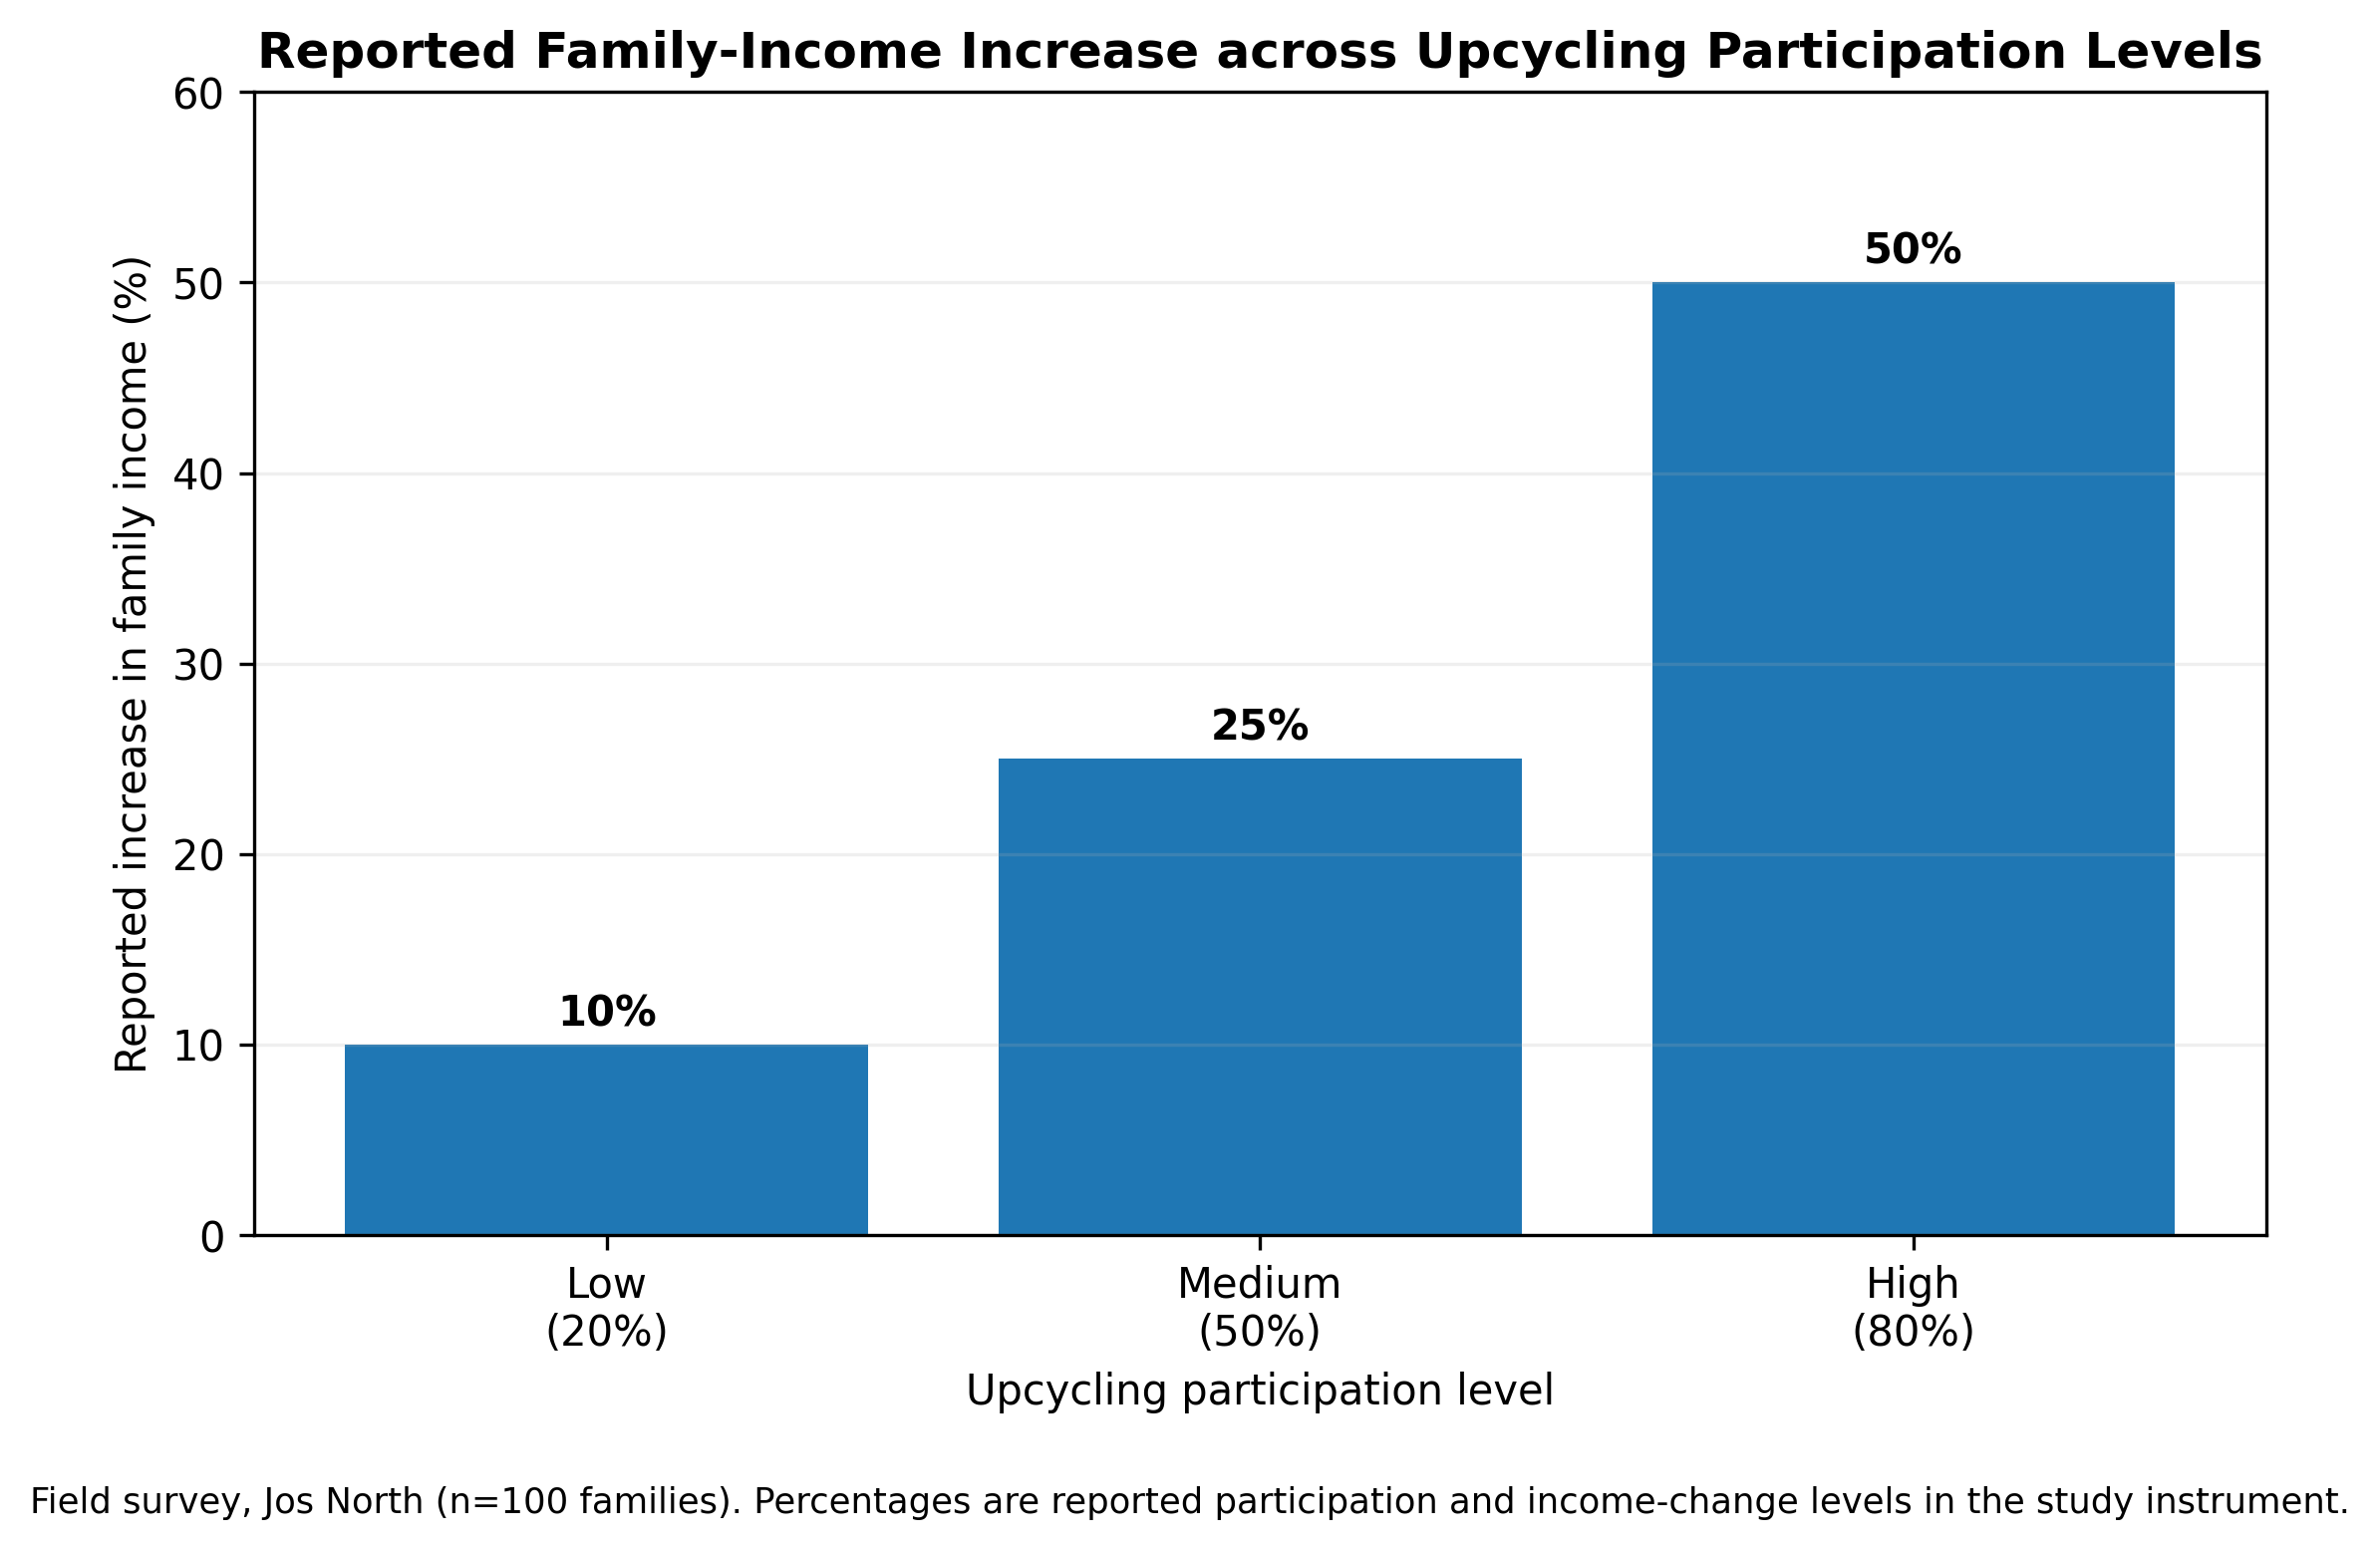 Reported Family-Income Increase across Upcycling Participation Levels
Reported increase in family income (%)
60
50
40
30
20
10
0
10%
25%
50%
Low
(20%)
Medium
(50%)
High
(80%)
Upcycling participation level
Field survey, Jos North (n=100 families). Percentages are reported participation and income-change levels in the study instrument.